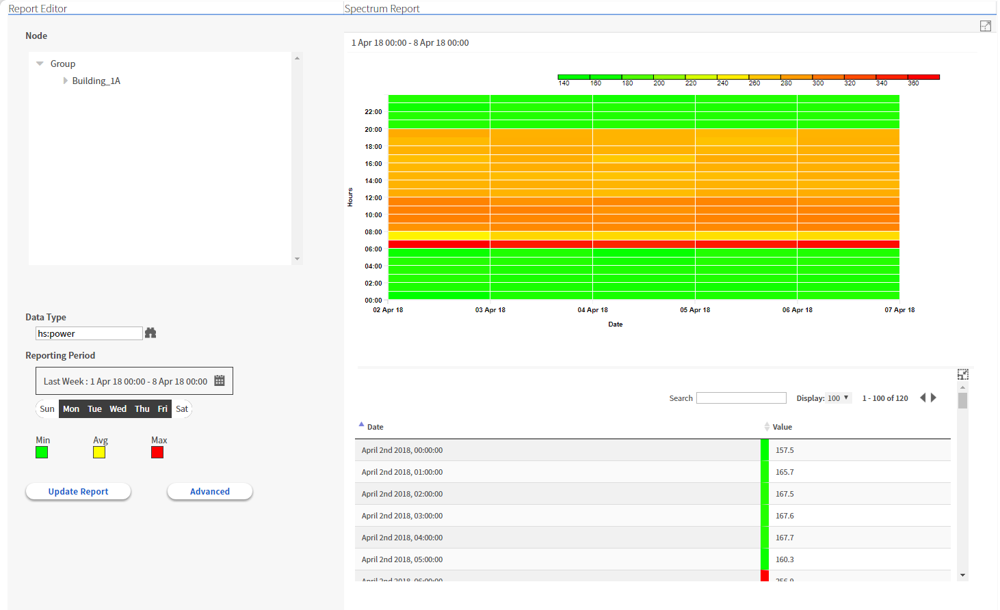 Report Editor
Spectrum Report
Node
Group
Building_1A
Data Type
hs:power
Reporting Period
Last Week : 1 Apr 18 00:00 - 8 Apr 18 00:00
Sun Mon Tue Wed Thu Fri Sat
Min Avg Max
Update Report Advanced
1 Apr 18 00:00 - 8 Apr 18 00:00
140 160 180 200 220 240 260 280 300 320 340 360
22:00
20:00
18:00
16:00
14:00
12:00
10:00
08:00
06:00
04:00
02:00
00:00
Hours
02 Apr 18 03 Apr 18 04 Apr 18 05 Apr 18 06 Apr 18 07 Apr 18
Date
Search Display: 100 1 - 100 of 120
Date Value
April 2nd 2018, 00:00:00 157.5
April 2nd 2018, 01:00:00 165.7
April 2nd 2018, 02:00:00 167.5
April 2nd 2018, 03:00:00 167.6
April 2nd 2018, 04:00:00 167.7
April 2nd 2018, 05:00:00 160.3
April 2nd 2018, 06:00:00